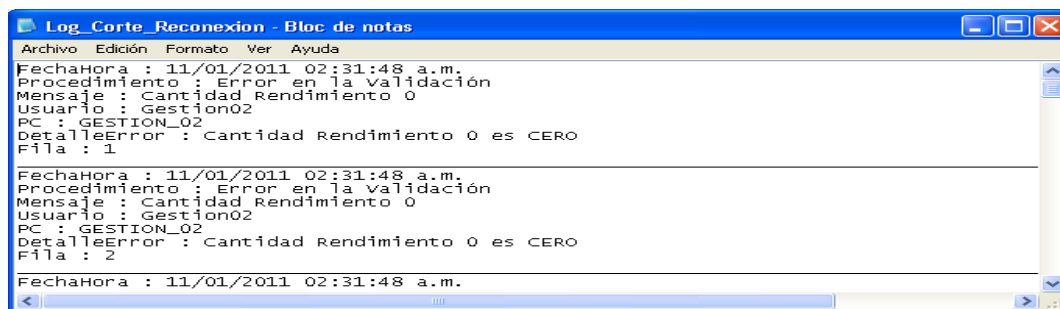 Log_Corte_Reconexion - Bloc de notas
Archivo Edición Formato Ver Ayuda
FechaHora : 11/01/2011 02:31:48 a.m.
Procedimiento : Error en la Validación
Mensaje : Cantidad Rendimiento 0
Usuario : Gestion02
PC : GESTION_02
DetalleError : Cantidad Rendimiento 0 es CERO
Fila : 1
FechaHora : 11/01/2011 02:31:48 a.m.
Procedimiento : Error en la Validación
Mensaje : Cantidad Rendimiento 0
Usuario : Gestion02
PC : GESTION_02
DetalleError : Cantidad Rendimiento 0 es CERO
Fila : 2
FechaHora : 11/01/2011 02:31:48 a.m.